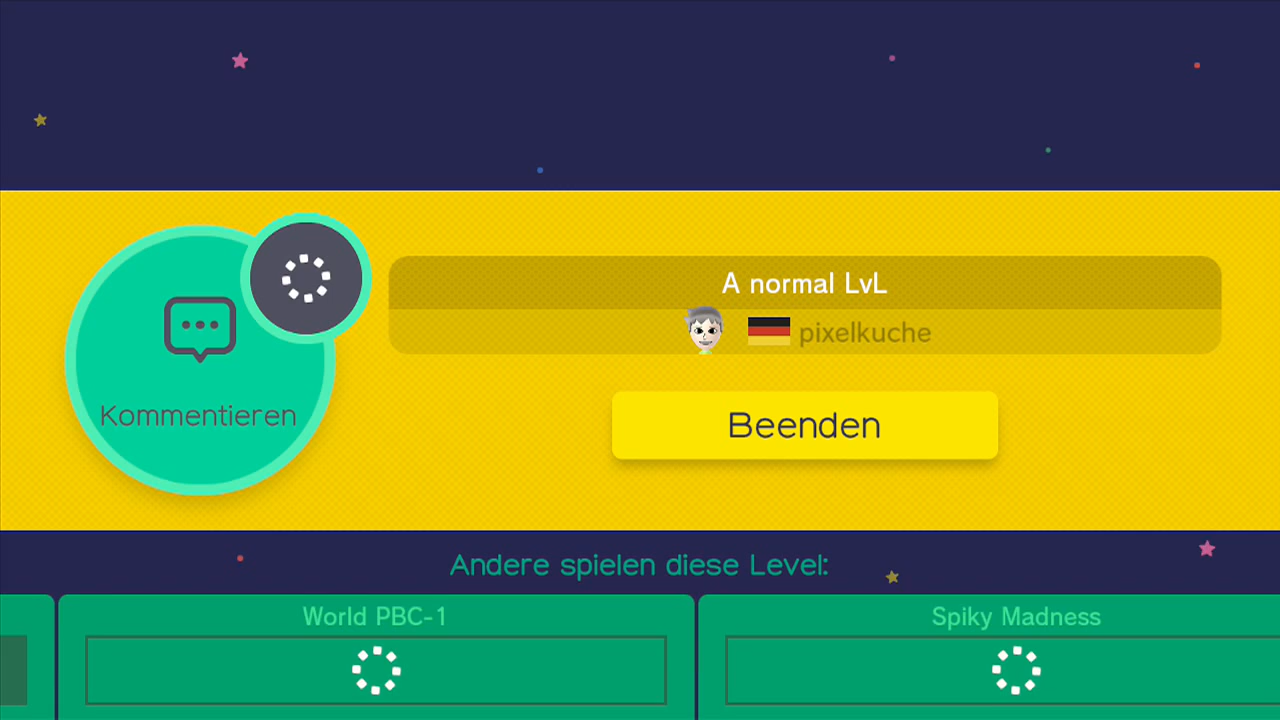 A normal LvL
pixelkuche
Kommentieren
Beenden
Andere spielen diese Level:
World PBC-1
Spiky Madness